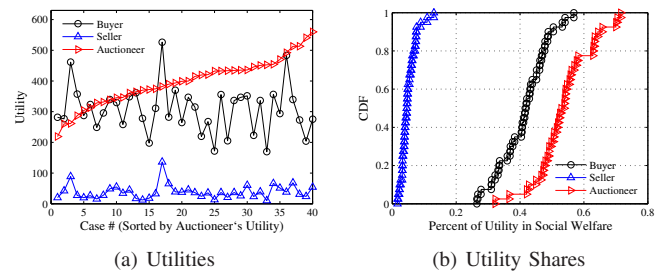 600
500
400
300
200
100
0
Utility
Buyer
Seller
Auctioneer
0 5 10 15 20 25 30 35 40
Case # (Sorted by Auctioneer's Utility)
(a) Utilities
1
0.8
0.6
0.4
0.2
0
CDF
Buyer
Seller
Auctioneer
0 0.2 0.4 0.6 0.8
Percent of Utility in Social Welfare
(b) Utility Shares